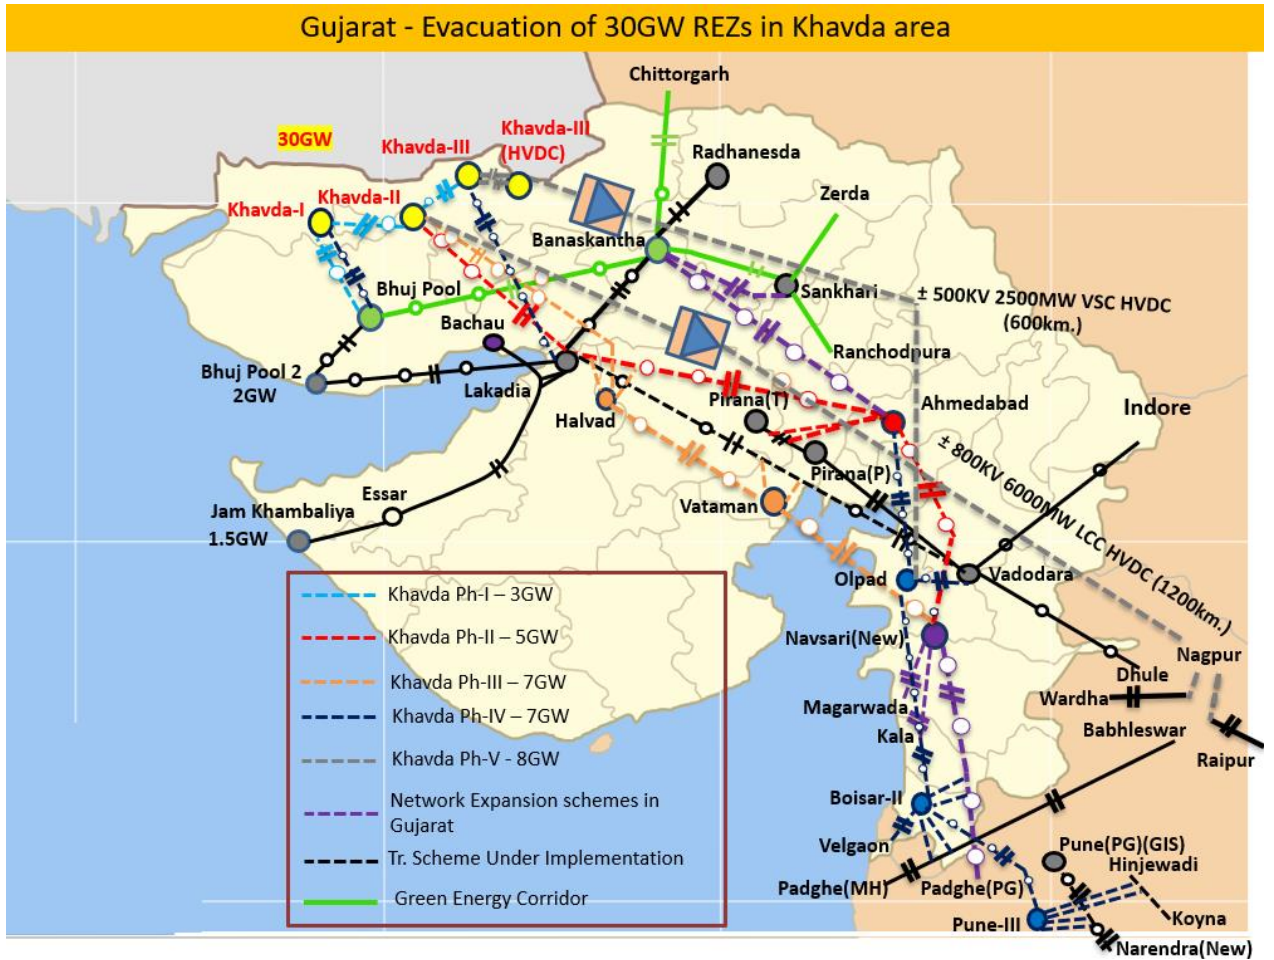 Gujarat - Evacuation of 30GW REZs in Khavda area
Chittorgarh
30GW
Khavda-III
Khavda-III
(HVDC)
Radhanesda
Khavda-I
Khavda-II
Zerda
Banaskantha
Bhuj Pool
Sankhari
± 500KV 2500MW VSC HVDC
(600km.)
Bachau
Ranchodpura
Bhuj Pool 2
2GW
Lakadia
Halvad
Pirana(T)
Ahmedabad
Indore
Pirana(P)
± 800KV 6000MW LCC HVDC (1200km.)
Essar
Vataman
Jam Khambaliya
1.5GW
Olpad
Vadodara
Navsari(New)
Nagpur
Dhule
Wardha
Magarwada
Kala
Babhleswar
Raipur
Boisar-II
Velgaon
Pune(PG)(GIS)
Hinjewadi
Padghe(MH)
Padghe(PG)
Koyna
Pune-III
Narendra(New)
Khavda Ph-I – 3GW
Khavda Ph-II – 5GW
Khavda Ph-III – 7GW
Khavda Ph-IV – 7GW
Khavda Ph-V - 8GW
Network Expansion schemes in
Gujarat
Tr. Scheme Under Implementation
Green Energy Corridor